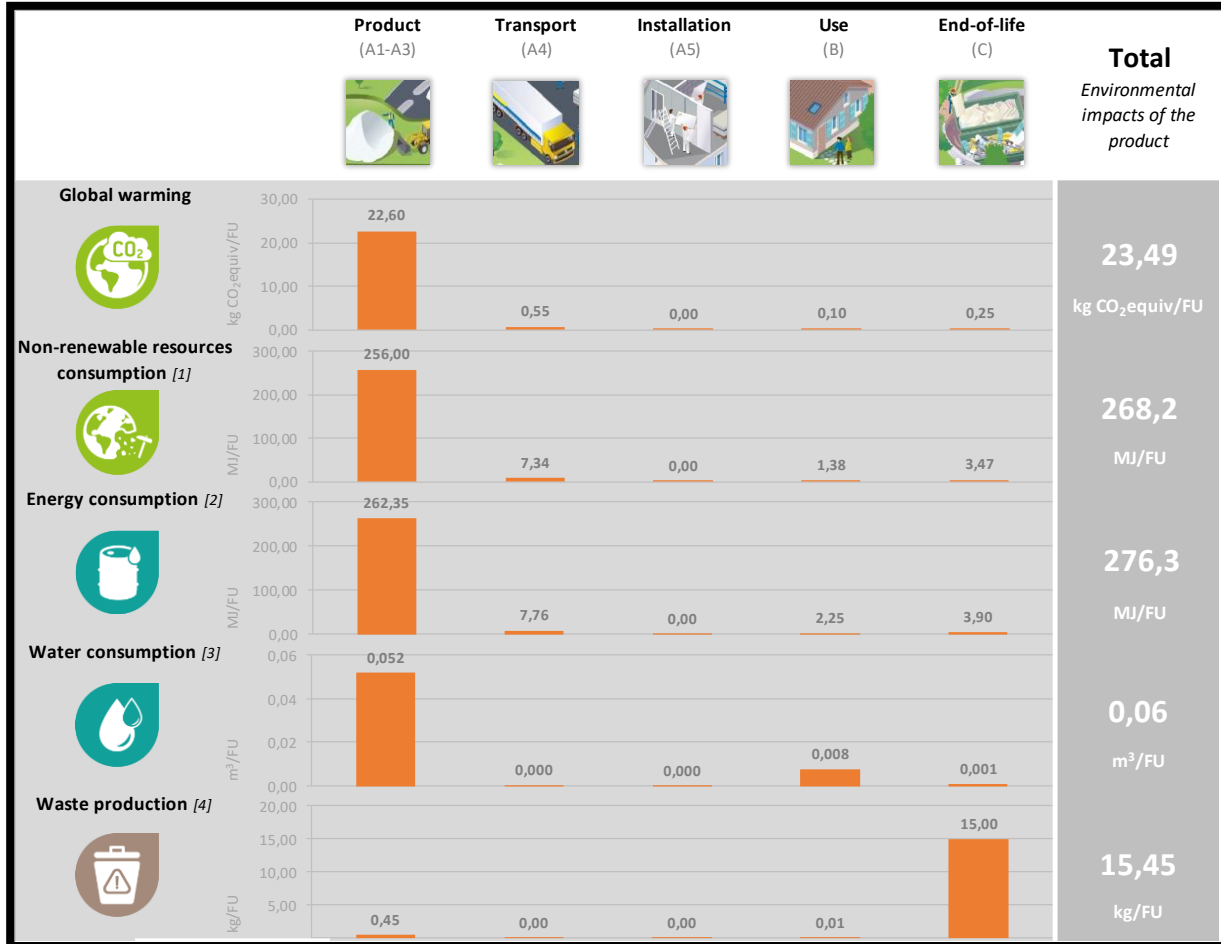 Product
(A1-A3)
Transport
(A4)
Installation
(A5)
Use
(B)
End-of-life
(C)
Total
Environmental
impacts of the
product
Global warming
CO₂
kg CO₂equiv/FU
30,00
20,00
10,00
0,00
22,60
0,55
0,00
0,10
0,25
23,49
kg CO₂equiv/FU
Non-renewable resources
consumption [1]
MJ/FU
300,00
200,00
100,00
0,00
256,00
7,34
0,00
1,38
3,47
268,2
MJ/FU
Energy consumption [2]
MJ/FU
300,00
200,00
100,00
0,00
262,35
7,76
0,00
2,25
3,90
276,3
MJ/FU
Water consumption [3]
m³/FU
0,06
0,04
0,02
0,00
0,052
0,000
0,000
0,008
0,001
0,06
m³/FU
Waste production [4]
kg/FU
20,00
15,00
10,00
5,00
0,45
0,00
0,00
0,01
15,00
15,45
kg/FU